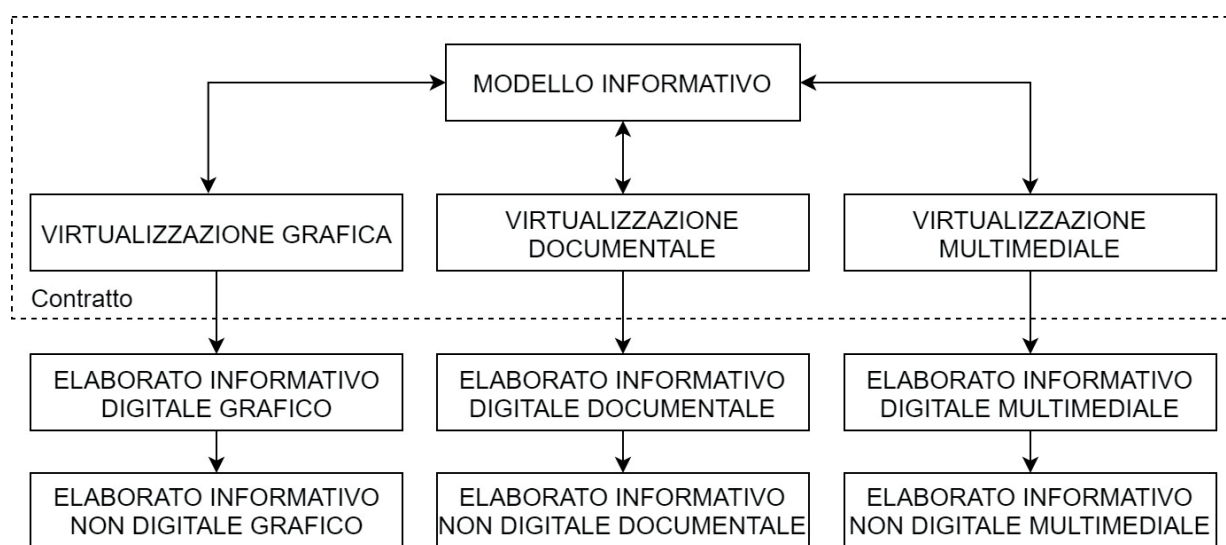 MODELLO INFORMATIVO
VIRTUALIZZAZIONE GRAFICA
VIRTUALIZZAZIONE
DOCUMENTALE
VIRTUALIZZAZIONE
MULTIMEDIALE
Contratto
ELABORATO INFORMATIVO
DIGITALE GRAFICO
ELABORATO INFORMATIVO
DIGITALE DOCUMENTALE
ELABORATO INFORMATIVO
DIGITALE MULTIMEDIALE
ELABORATO INFORMATIVO
NON DIGITALE GRAFICO
ELABORATO INFORMATIVO
NON DIGITALE DOCUMENTALE
ELABORATO INFORMATIVO
NON DIGITALE MULTIMEDIALE